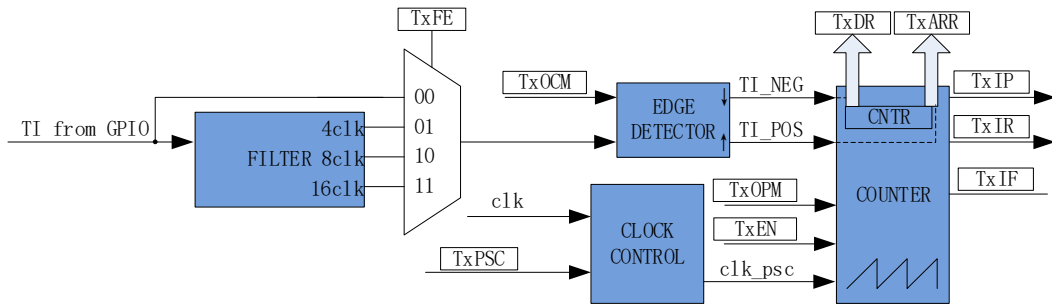 TxFE
TxDR
TxARR
TxOCM
TI_NEG
TxIP
00
EDGE
DETECTOR
CNTR
TI from GPIO
4clk
01
TI_POS
TxIR
FILTER 8clk
10
16clk
11
TxOPM
TxIF
clk
CLOCK
CONTROL
COUNTER
TxEN
TxPSC
clk_psc